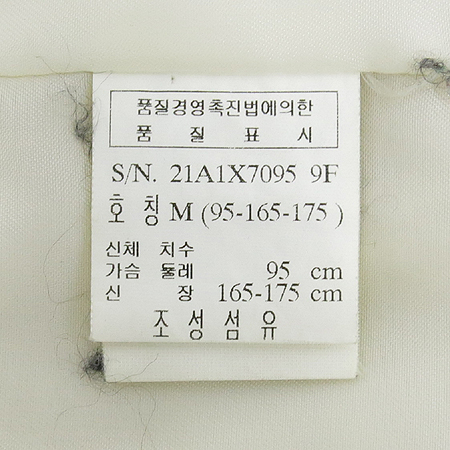 품질경영촉진법에의한
품 질 표 시
S/N. 21A1X7095 9F
호 칭 M (95-165-175 )
신체 치수
가슴 둘레 95 cm
신 장 165-175 cm
조성섬유